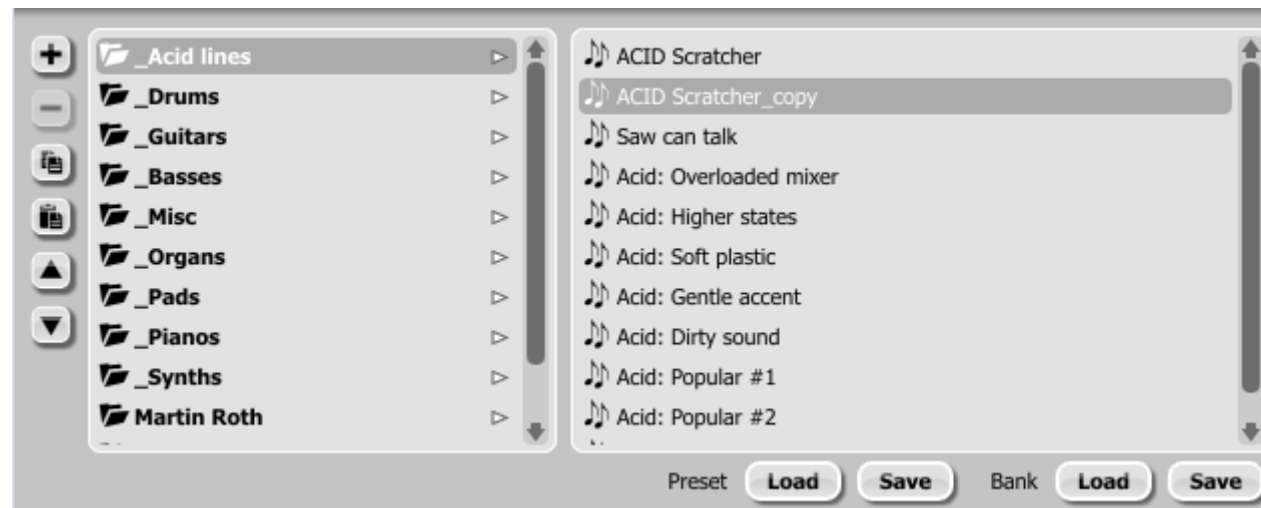 _Acid lines
_Drums
_Guitars
_Basses
_Misc
_Organs
_Pads
_Pianos
_Synths
Martin Roth
ACID Scratcher
ACID Scratcher_copy
Saw can talk
Acid: Overloaded mixer
Acid: Higher states
Acid: Soft plastic
Acid: Gentle accent
Acid: Dirty sound
Acid: Popular #1
Acid: Popular #2
Preset Load Save Bank Load Save